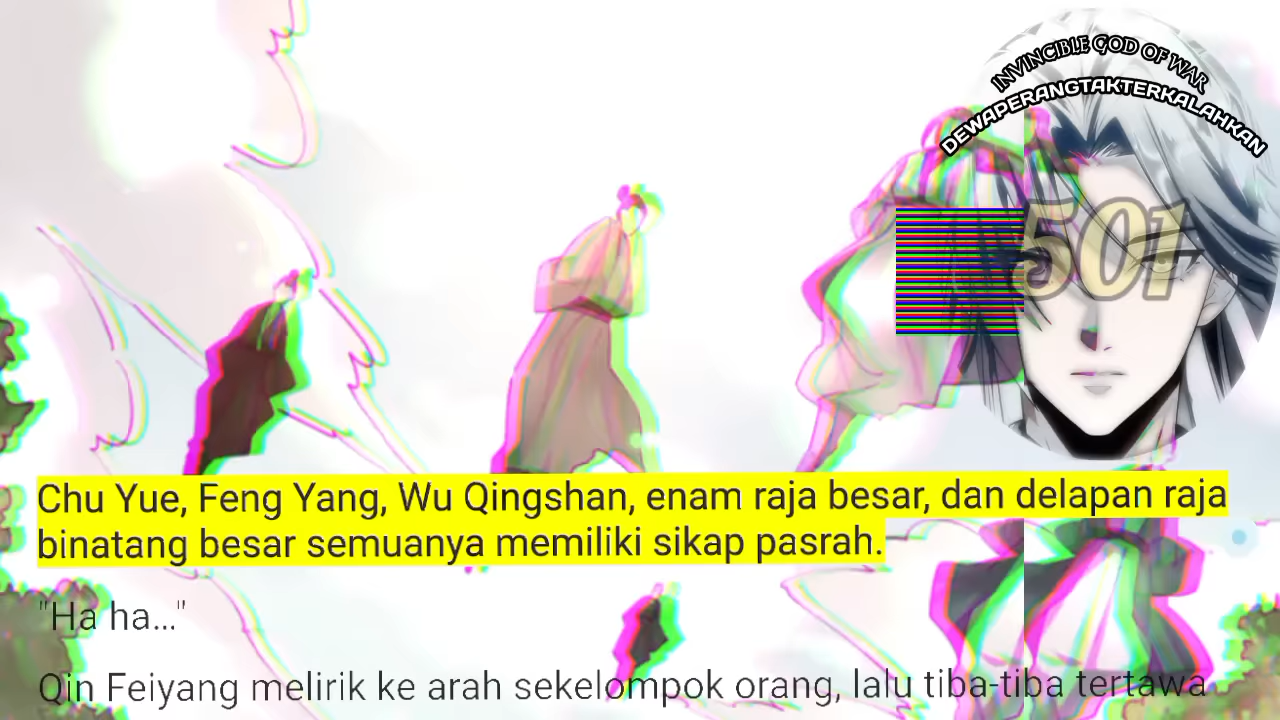 INVINCIBLE GOD OF WAR
DEWAPERANGTAKTERKALAHKAN
501
Chu Yue, Feng Yang, Wu Qingshan, enam raja besar, dan delapan raja
binatang besar semuanya memiliki sikap pasrah.
"Ha ha..."
Qin Feiyang melirik ke arah sekelompok orang, lalu tiba-tiba tertawa